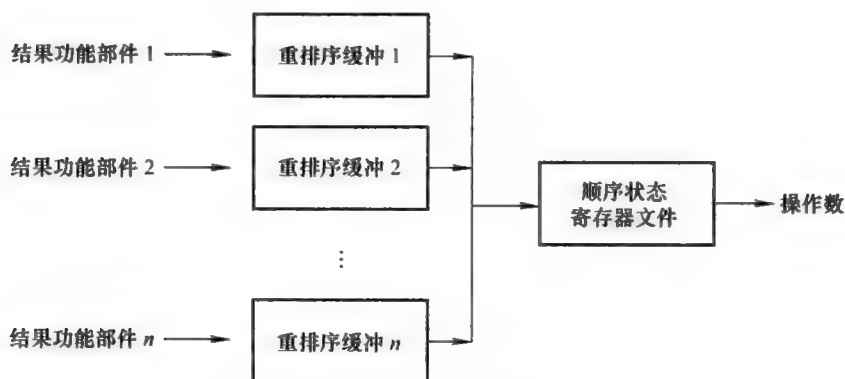 结果功能部件 1
重排序缓冲 1
结果功能部件 2
重排序缓冲 2
顺序状态
寄存器文件
操作数
⋮
结果功能部件 n
重排序缓冲 n